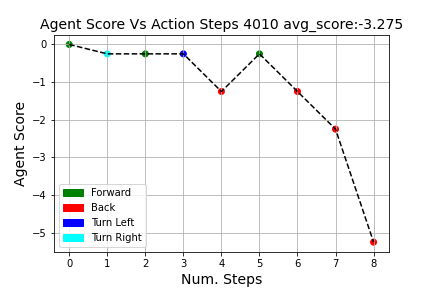 Agent Score Vs Action Steps 4010 avg_score:-3.275
Agent Score
0
−1
−2
−3
−4
−5
Forward
Back
Turn Left
Turn Right
0 1 2 3 4 5 6 7 8
Num. Steps